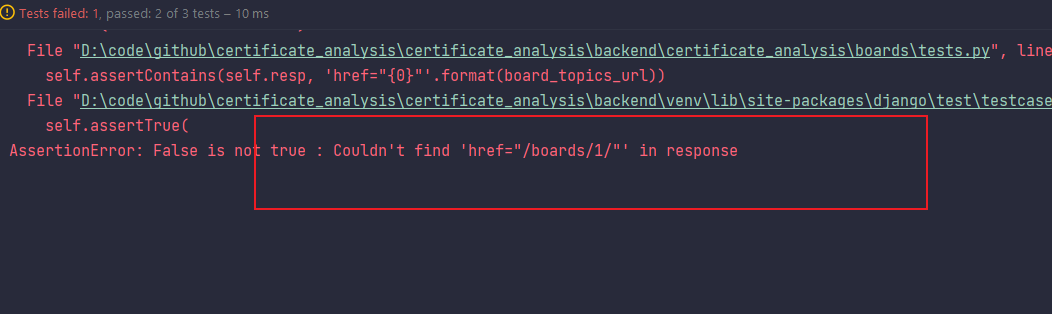 Tests failed: 1, passed: 2 of 3 tests – 10 ms
File "D:\code\github\certificate_analysis\certificate_analysis\backend\certificate_analysis\boards\tests.py", line
self.assertContains(self.resp, 'href="{0}"'.format(board_topics_url))
File "D:\code\github\certificate_analysis\certificate_analysis\backend\venv\lib\site-packages\django\test\testcase
self.assertTrue(
AssertionError: False is not true : Couldn't find 'href="/boards/1/"' in response